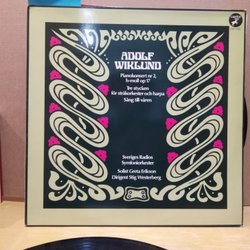 ADOLF
WIKLUND
Pianokonsert nr 2,
h-moll op 17
Tre stycken
för stråkorkester och harpa
Sång till våren
Sveriges Radios
Symfoniorkester
Solist Greta Erikson
Dirigent Stig Westerberg